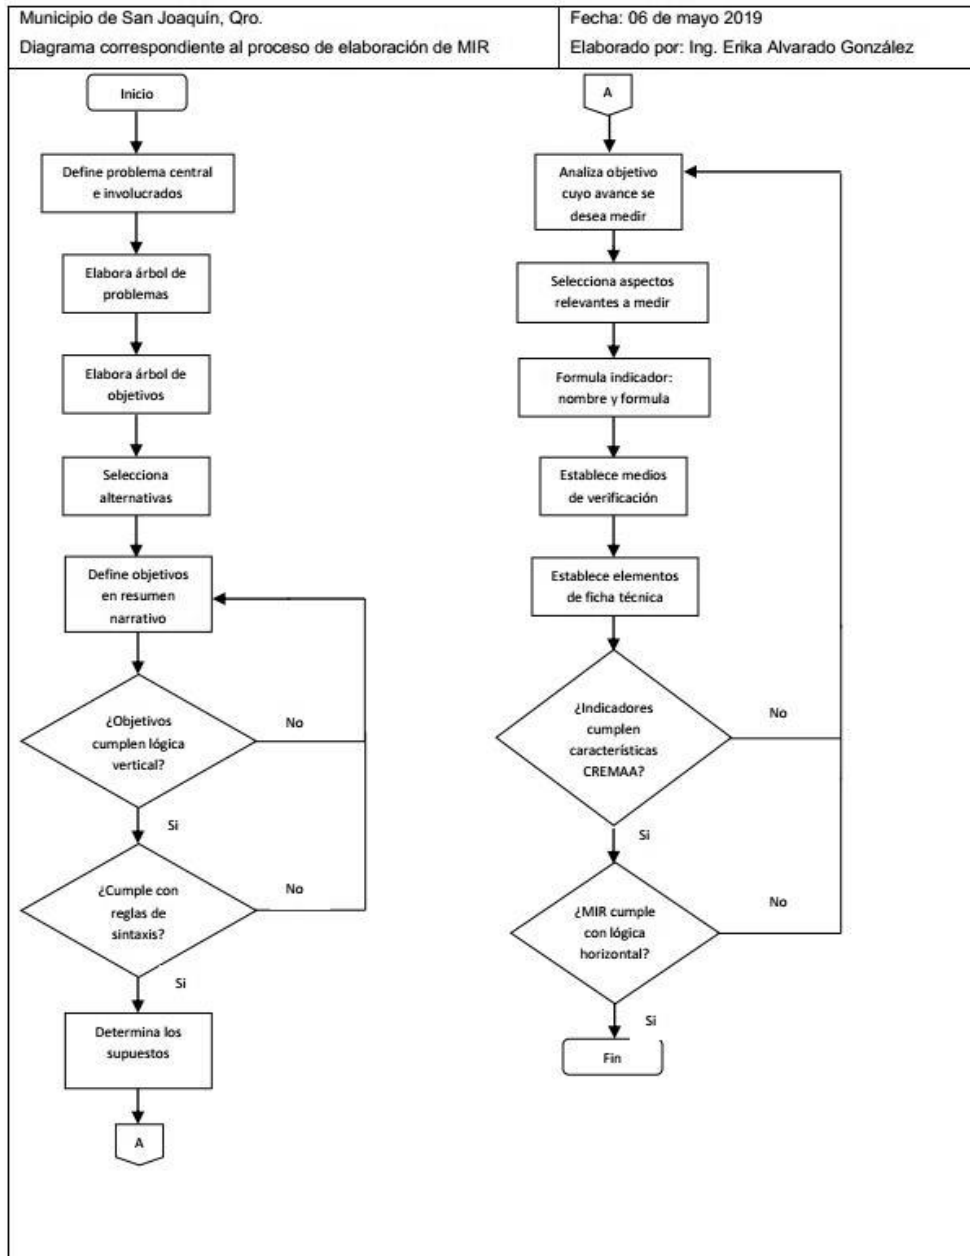 Municipio de San Joaquín, Qro.
Diagrama correspondiente al proceso de elaboración de MIR
Fecha: 06 de mayo 2019
Elaborado por: Ing. Erika Alvarado González
Inicio
Define problema central
e involucrados
Elabora árbol de
problemas
Elabora árbol de
objetivos
Selecciona
alternativas
Define objetivos
en resumen
narrativo
¿Objetivos
cumplen lógica
vertical?
No
Si
¿Cumple con
reglas de
sintaxis?
No
Si
Determina los
supuestos
A
A
Analiza objetivo
cuyo avance se
desea medir
Selecciona aspectos
relevantes a medir
Formula indicador:
nombre y formula
Establece medios
de verificación
Establece elementos
de ficha técnica
¿Indicadores
cumplen
características
CREMAA?
No
Si
¿MIR cumple
con lógica
horizontal?
No
Si
Fin